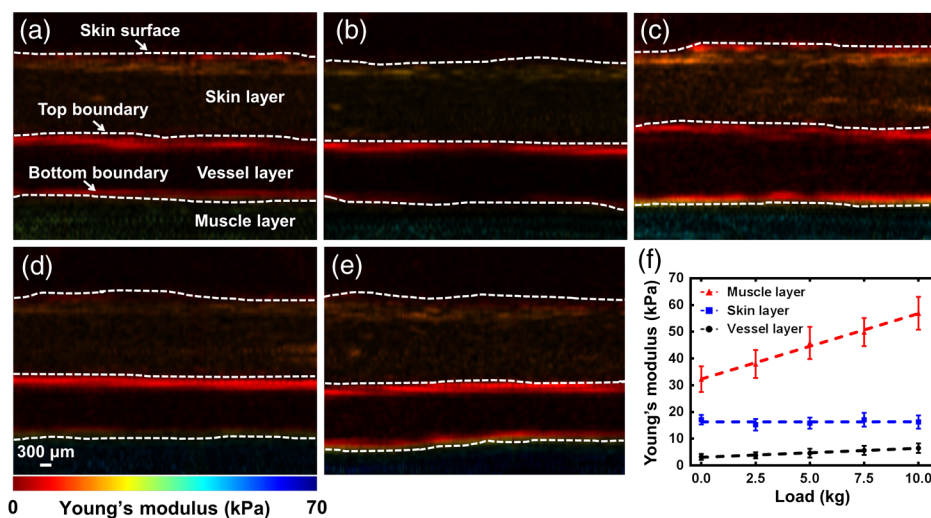 (a)
Skin surface
Skin layer
Top boundary
Bottom boundary
Vessel layer
Muscle layer
(b)
(c)
(d)
300 μm
(e)
0
70
Young's modulus (kPa)
(f)
Young's modulus (kPa)
70
60
50
40
30
20
10
0
Muscle layer
Skin layer
Vessel layer
0.0 2.5 5.0 7.5 10.0
Load (kg)